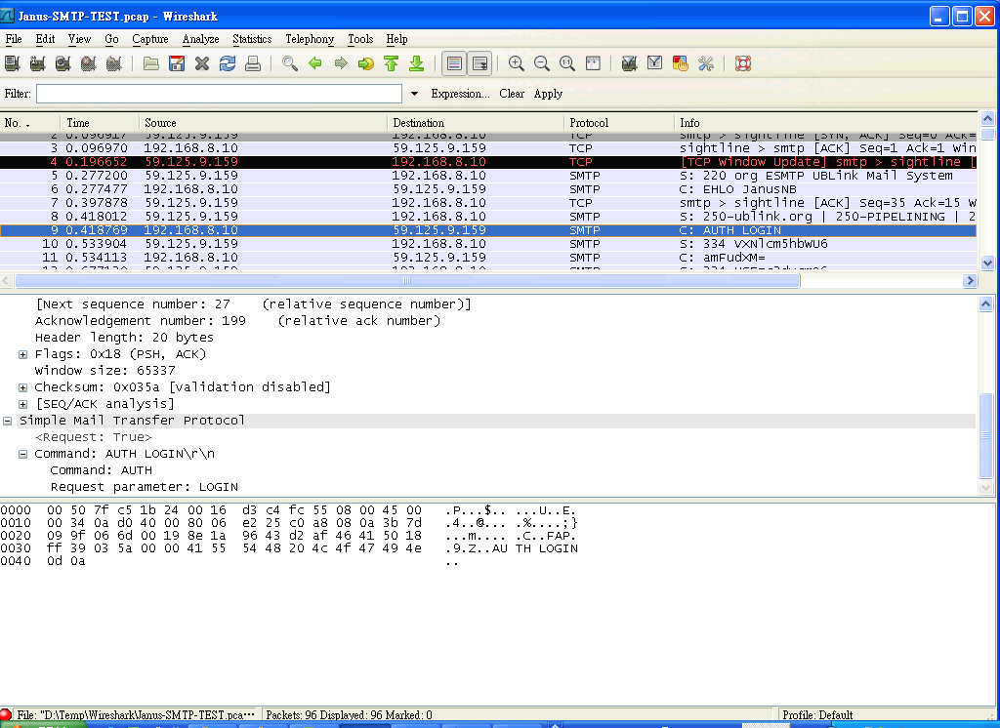 Janus-SMTP-TEST.pcap - Wireshark
File Edit View Go Capture Analyze Statistics Telephony Tools Help
Filter: Expression... Clear Apply
No. . Time Source Destination Protocol Info
2 0.096917 59.125.9.159 192.168.8.10 TCP smtp > sightline [SYN, ACK] Seq=0 Ack=
3 0.096970 192.168.8.10 59.125.9.159 TCP sightline > smtp [ACK] Seq=1 Ack=1 Win
4 0.196652 59.125.9.159 192.168.8.10 TCP [TCP Window Update] smtp > sightline [
5 0.277200 59.125.9.159 192.168.8.10 SMTP S: 220 org ESMTP UBLink Mail System
6 0.277477 192.168.8.10 59.125.9.159 SMTP C: EHLO JanusNB
7 0.397878 59.125.9.159 192.168.8.10 TCP smtp > sightline [ACK] Seq=35 Ack=15 W
8 0.418012 59.125.9.159 192.168.8.10 SMTP S: 250-ublink.org | 250-PIPELINING | 2
9 0.418769 192.168.8.10 59.125.9.159 SMTP C: AUTH LOGIN
10 0.533904 59.125.9.159 192.168.8.10 SMTP S: 334 VXNlcm5hbWU6
11 0.534113 192.168.8.10 59.125.9.159 SMTP C: amFudXM=
[Next sequence number: 27 (relative sequence number)]
Acknowledgement number: 199 (relative ack number)
Header length: 20 bytes
Flags: 0x18 (PSH, ACK)
Window size: 65337
Checksum: 0x035a [validation disabled]
[SEQ/ACK analysis]
Simple Mail Transfer Protocol
<Request: True>
Command: AUTH LOGIN\r\n
Command: AUTH
Request parameter: LOGIN
0000 00 50 7f c5 1b 24 00 16 d3 c4 fc 55 08 00 45 00 .P...$.. ...U..E.
0010 00 34 0a d0 40 00 80 06 e2 25 c0 a8 08 0a 3b 7d .4..@... .%....;}
0020 09 9f 06 6d 00 19 8e 1a 96 43 d2 af 46 41 50 18 ...m.... .C..FAP.
0030 ff 39 03 5a 00 00 41 55 54 48 20 4c 4f 47 49 4e .9.Z..AU TH LOGIN
0040 0d 0a ..
File: "D:\Temp\Wireshark\Janus-SMTP-TEST.pca... Packets: 96 Displayed: 96 Marked: 0 Profile: Default